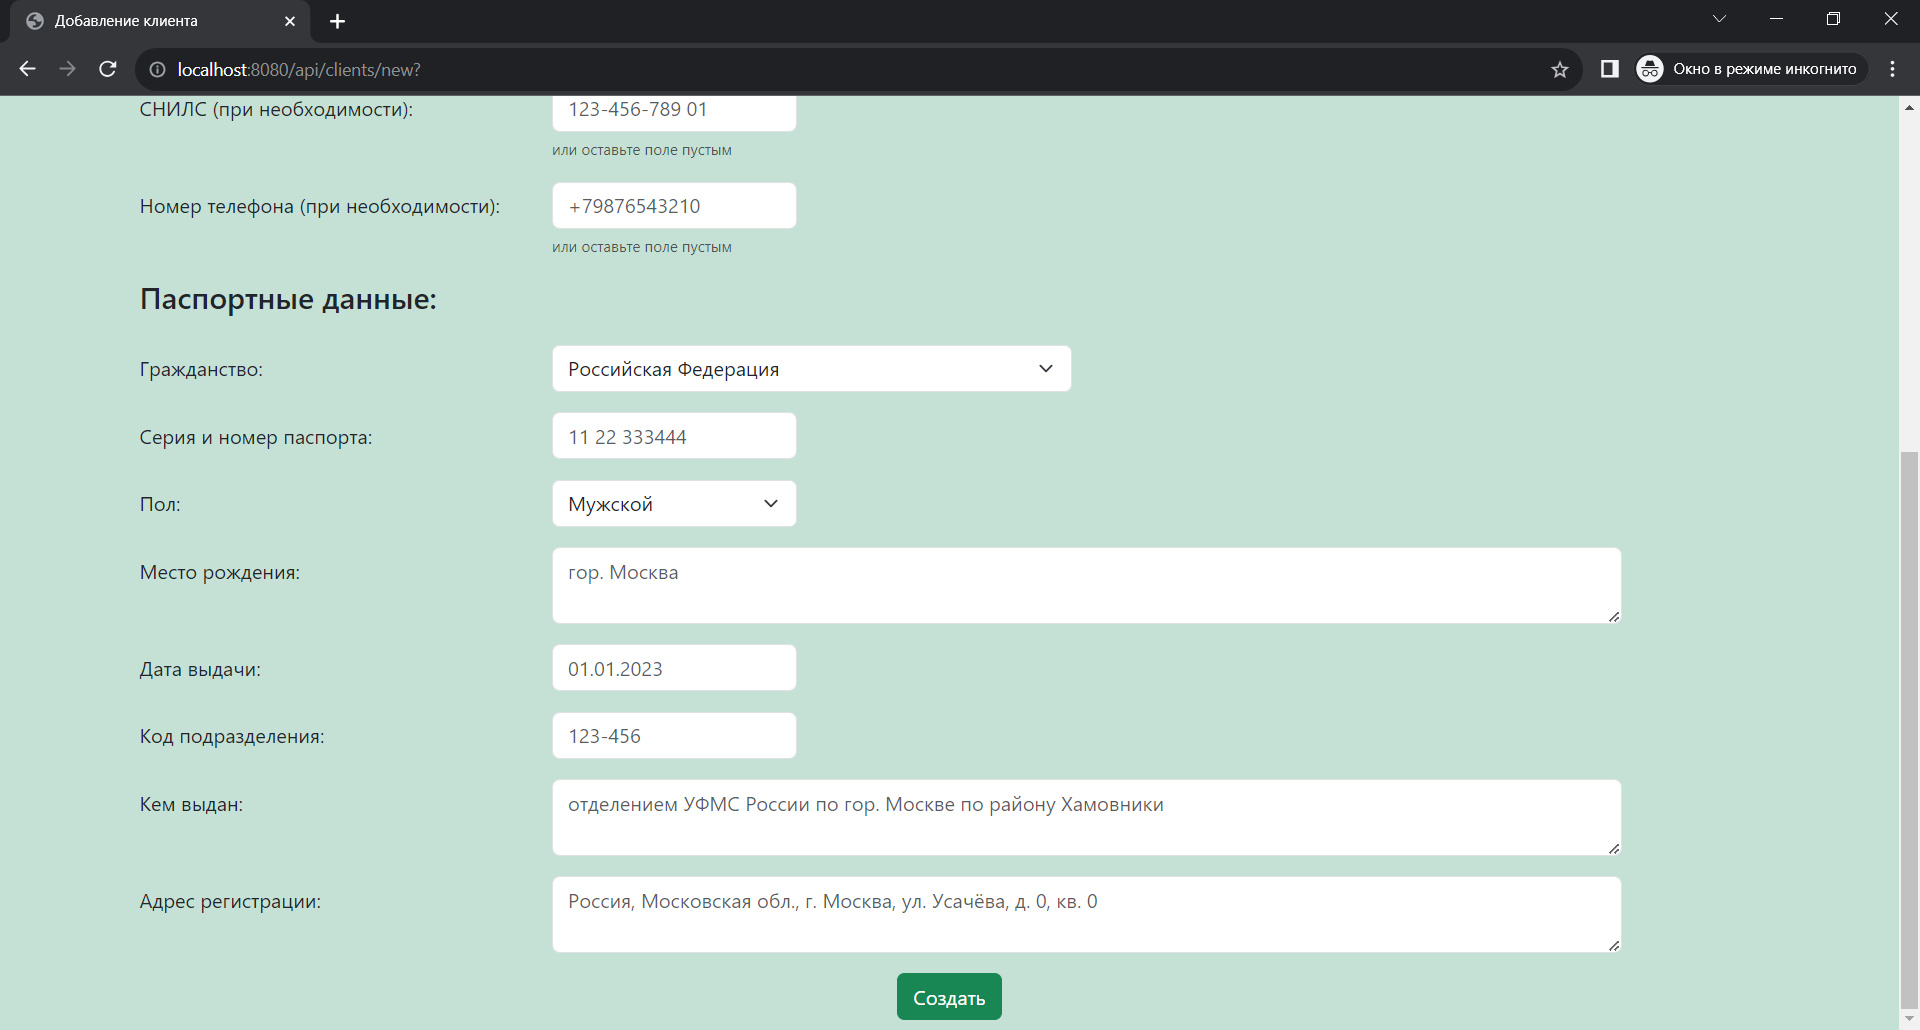 Добавление клиента
localhost:8080/api/clients/new?
Окно в режиме инкогнито
СНИЛС (при необходимости):
123-456-789 01
или оставьте поле пустым
Номер телефона (при необходимости):
+79876543210
или оставьте поле пустым
Паспортные данные:
Гражданство:
Российская Федерация
Серия и номер паспорта:
11 22 333444
Пол:
Мужской
Место рождения:
гор. Москва
Дата выдачи:
01.01.2023
Код подразделения:
123-456
Кем выдан:
отделением УФМС России по гор. Москве по району Хамовники
Адрес регистрации:
Россия, Московская обл., г. Москва, ул. Усачёва, д. 0, кв. 0
Создать